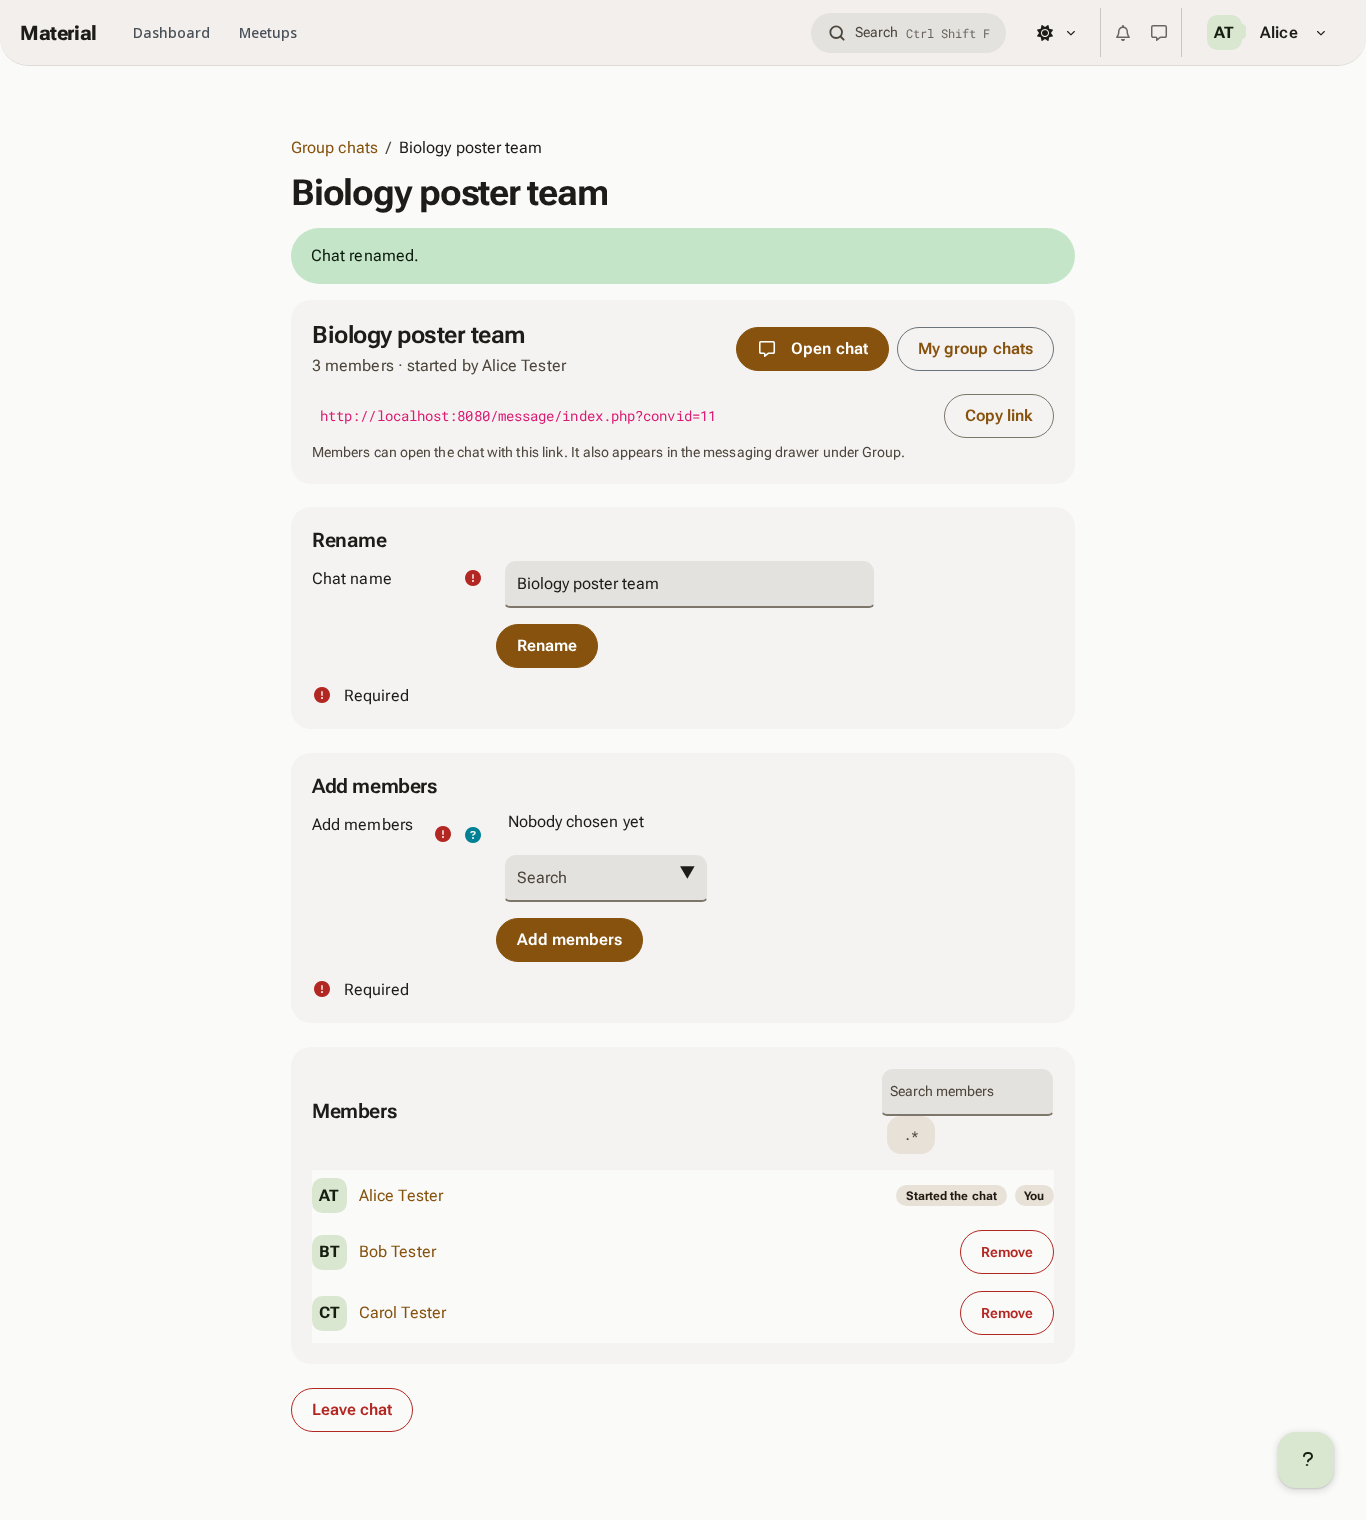 Material Dashboard Meetups Search Ctrl Shift F AT Alice
Group chats / Biology poster team
Biology poster team
Chat renamed.
Biology poster team
3 members · started by Alice Tester
Open chat My group chats
http://localhost:8080/message/index.php?convid=11 Copy link
Members can open the chat with this link. It also appears in the messaging drawer under Group.
Rename
Chat name ! Biology poster team
Rename
! Required
Add members
Add members ! ? Nobody chosen yet
Search ▼
Add members
! Required
Members Search members
.*
AT Alice Tester Started the chat You
BT Bob Tester Remove
CT Carol Tester Remove
Leave chat
?